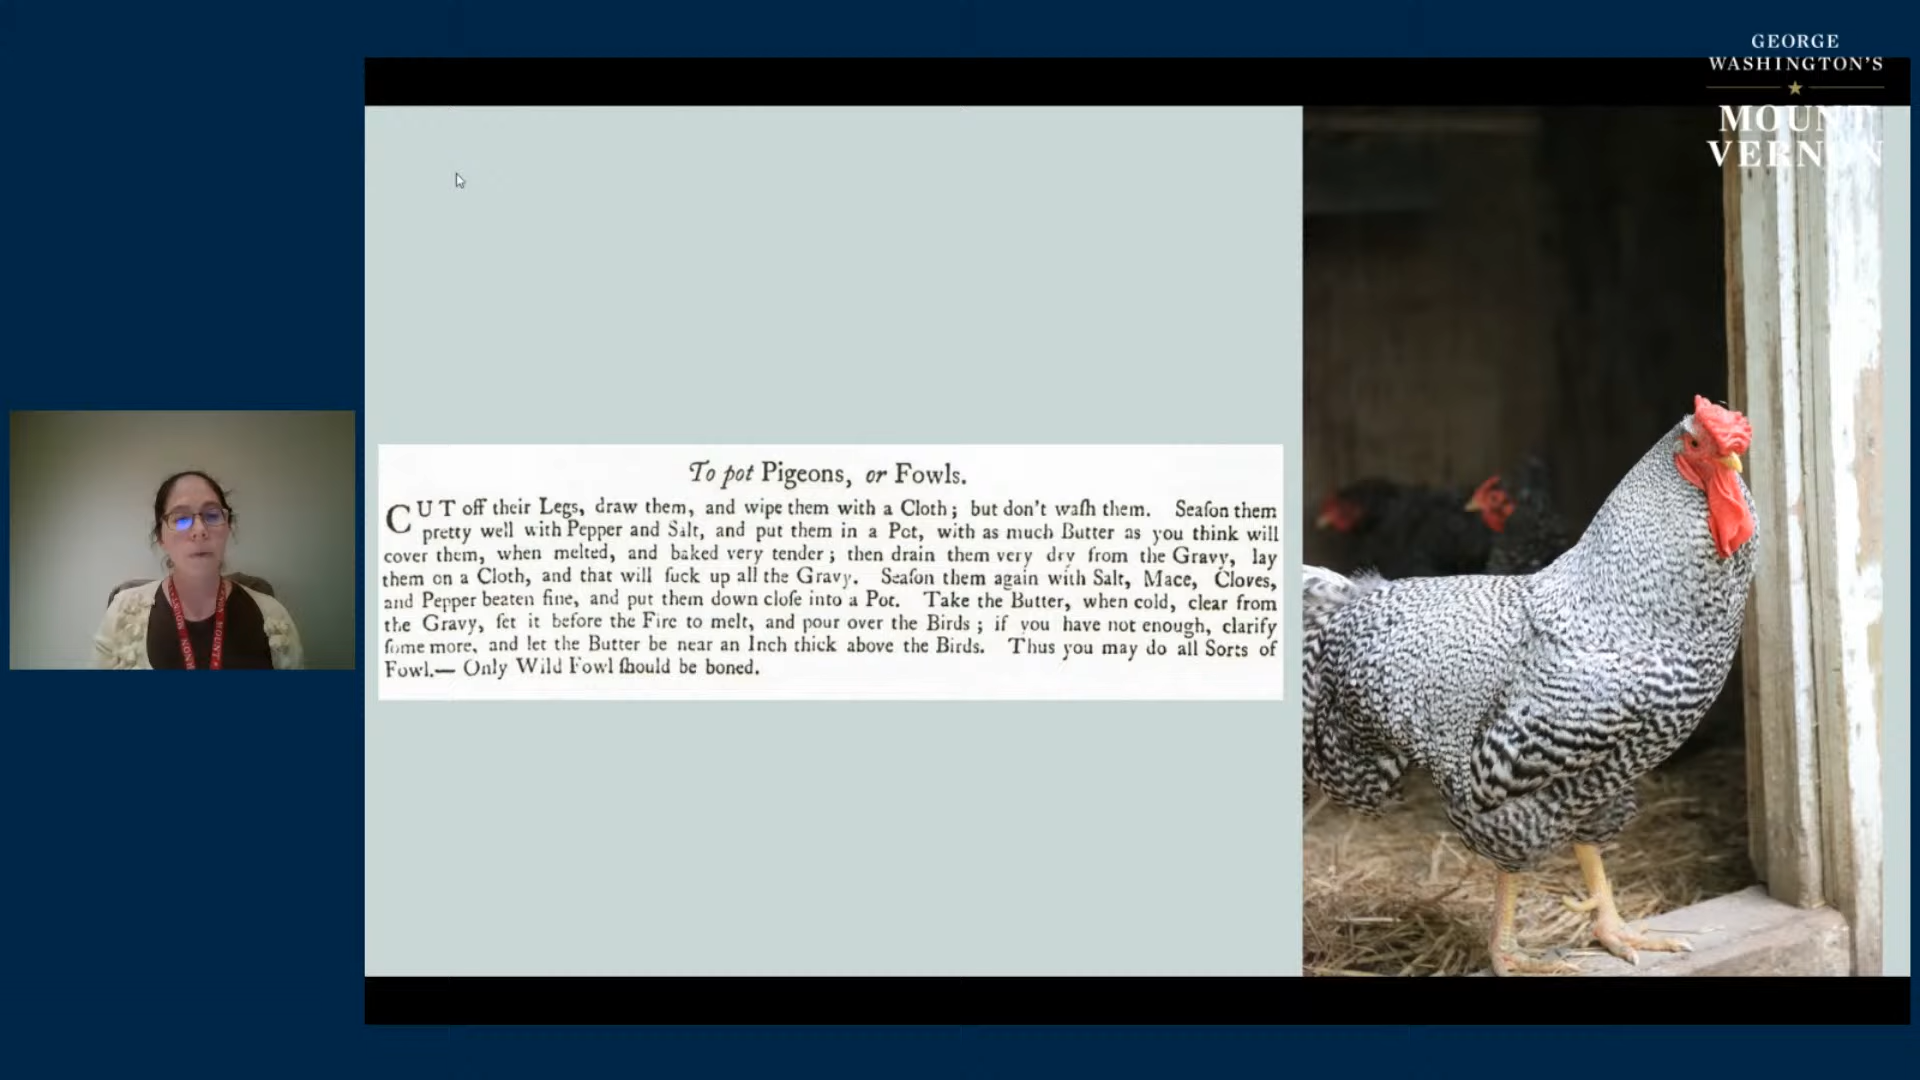 GEORGE
WASHINGTON'S
MOUNT
VERNON
To pot Pigeons, or Fowls.
CUT off their Legs, draw them, and wipe them with a Cloth; but don't waſh them. Seaſon them
pretty well with Pepper and Salt, and put them in a Pot, with as much Butter as you think will
cover them, when melted, and baked very tender; then drain them very dry from the Gravy, lay
them on a Cloth, and that will ſuck up all the Gravy. Seaſon them again with Salt, Mace, Cloves,
and Pepper beaten fine, and put them down cloſe into a Pot. Take the Butter, when cold, clear from
the Gravy, ſet it before the Fire to melt, and pour over the Birds; if you have not enough, clarify
ſome more, and let the Butter be near an Inch thick above the Birds. Thus you may do all Sorts of
Fowl.— Only Wild Fowl ſhould be boned.